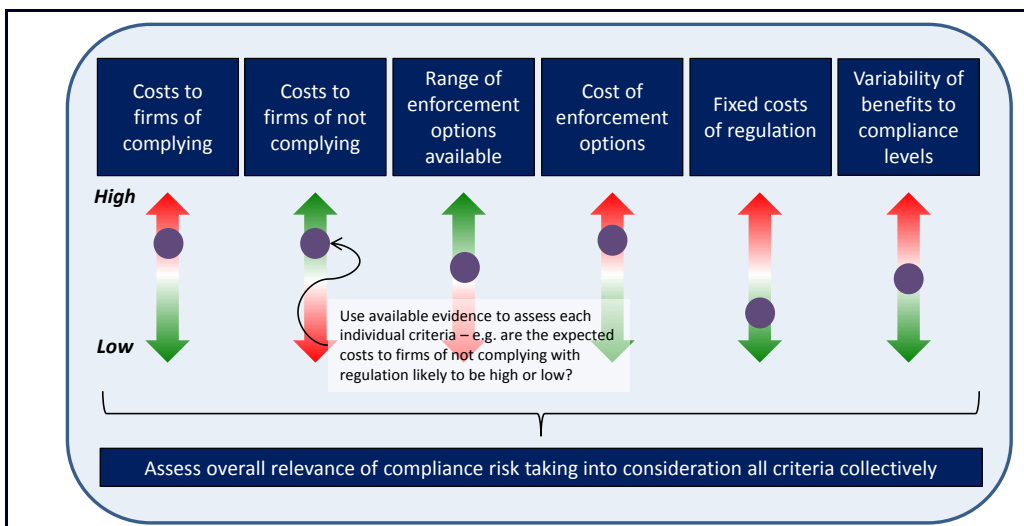 Costs to
firms of
complying
Costs to
firms of not
complying
Range of
enforcement
options
available
Cost of
enforcement
options
Fixed costs
of regulation
Variability of
benefits to
compliance
levels
High
Low
Use available evidence to assess each
individual criteria – e.g. are the expected
costs to firms of not complying with
regulation likely to be high or low?
Assess overall relevance of compliance risk taking into consideration all criteria collectively